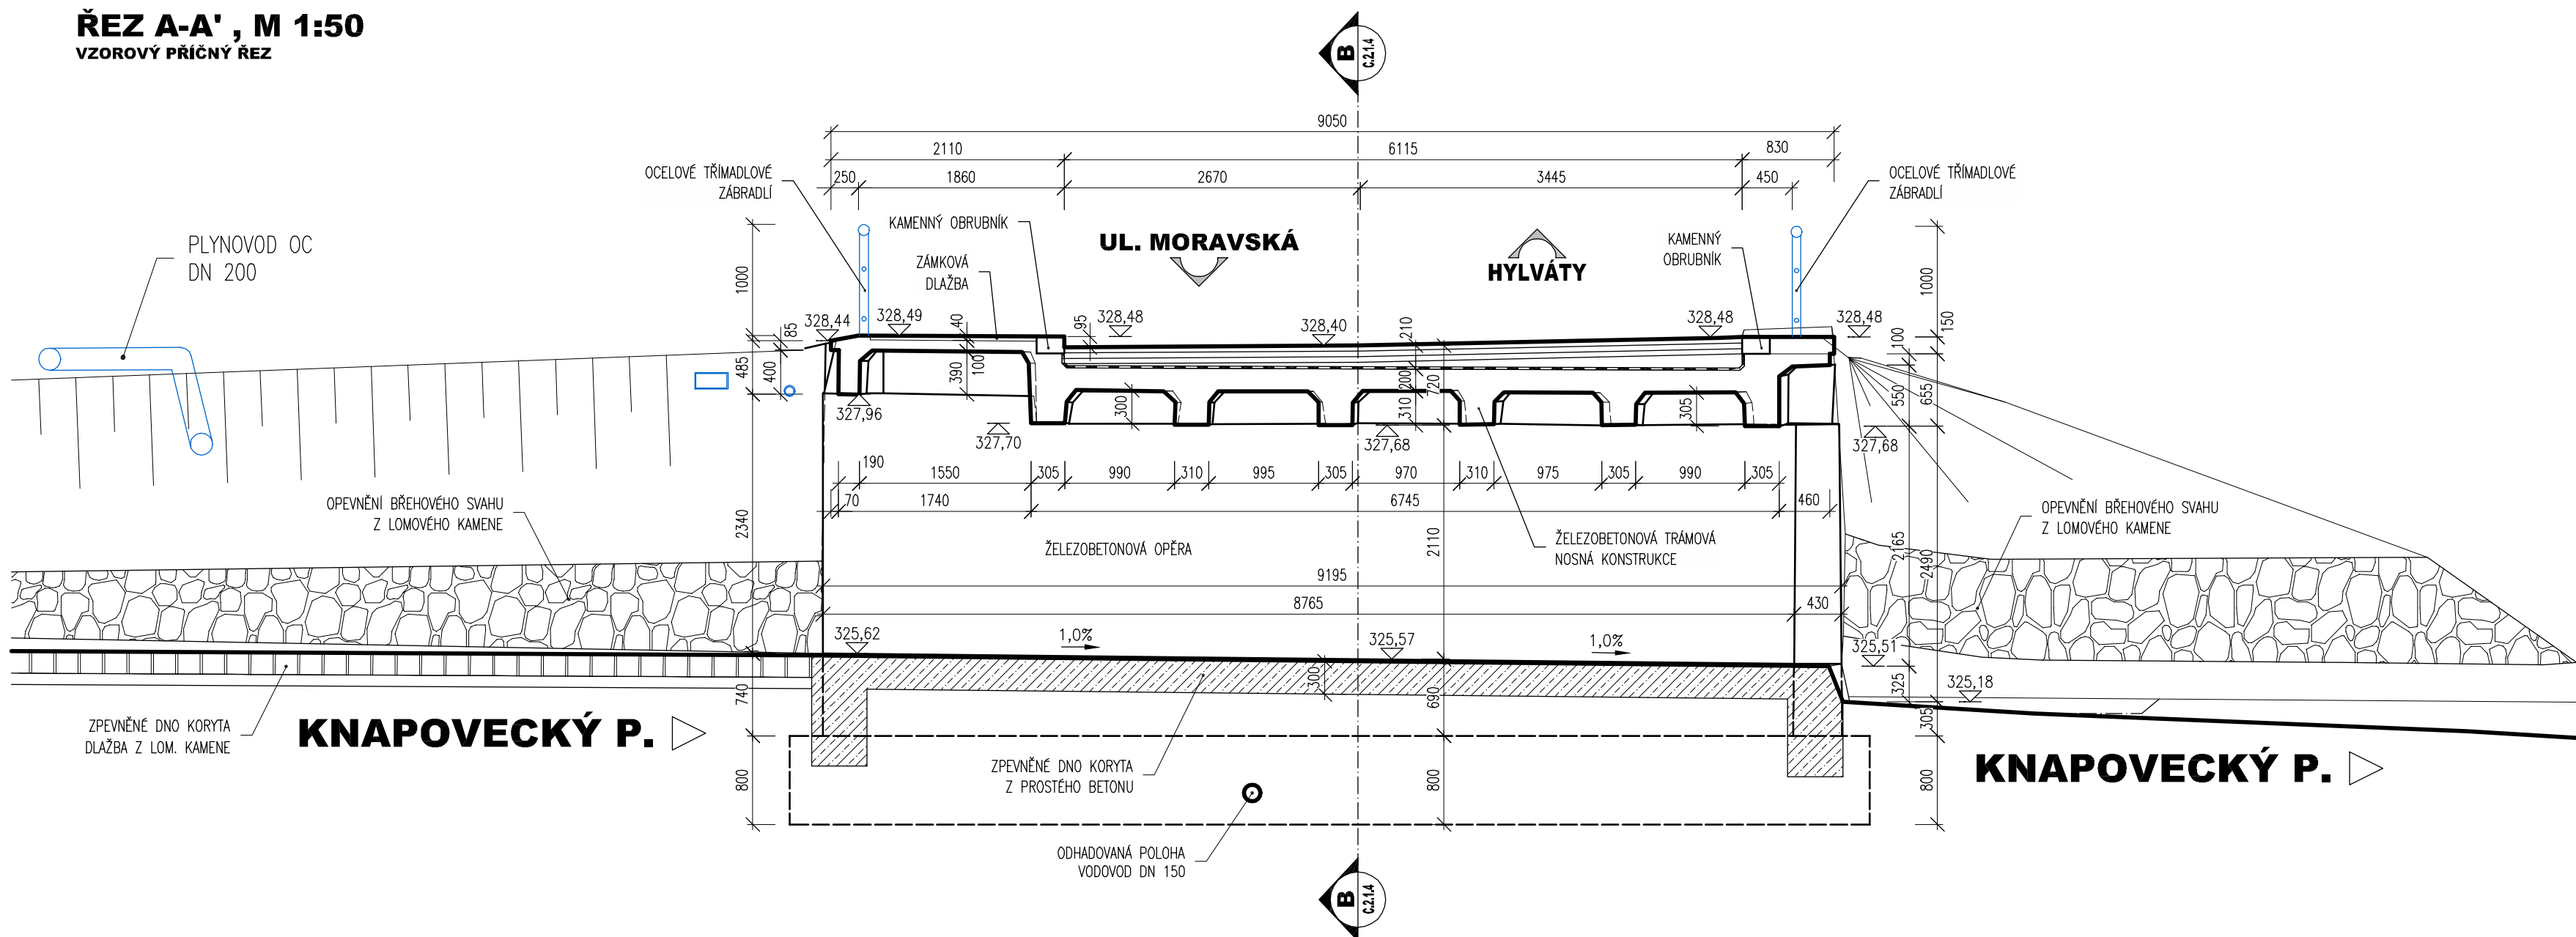 ŘEZ A-A' , M 1:50
VZOROVÝ PŘÍČNÝ ŘEZ
B
C.2.1.4
9050
2110
6115
830
250
1860
2670
3445
450
OCELOVÉ TŘÍMADLOVÉ
ZÁBRADLÍ
OCELOVÉ TŘÍMADLOVÉ
ZÁBRADLÍ
KAMENNÝ OBRUBNÍK
ZÁMKOVÁ
DLAŽBA
UL. MORAVSKÁ
HYLVÁTY
KAMENNÝ
OBRUBNÍK
PLYNOVOD OC
DN 200
1000
85
485
400
328,44
328,49
40
95
328,48
328,40
210
328,48
328,48
1000
150
100
390
100
300
200
720
310
305
550
655
327,96
327,70
327,68
327,68
190
1550
305
990
310
995
305
970
310
975
305
990
305
70
1740
6745
460
OPEVNĚNÍ BŘEHOVÉHO SVAHU
Z LOMOVÉHO KAMENE
2340
ŽELEZOBETONOVÁ OPĚRA
2110
ŽELEZOBETONOVÁ TRÁMOVÁ
NOSNÁ KONSTRUKCE
OPEVNĚNÍ BŘEHOVÉHO SVAHU
Z LOMOVÉHO KAMENE
2165
2490
9195
8765
430
325,62
1,0%
325,57
1,0%
325,51
325,18
300
740
690
325
305
ZPEVNĚNÉ DNO KORYTA
DLAŽBA Z LOM. KAMENE
KNAPOVECKÝ P.
ZPEVNĚNÉ DNO KORYTA
Z PROSTÉHO BETONU
KNAPOVECKÝ P.
800
800
800
ODHADOVANÁ POLOHA
VODOVOD DN 150
B
C.2.1.4